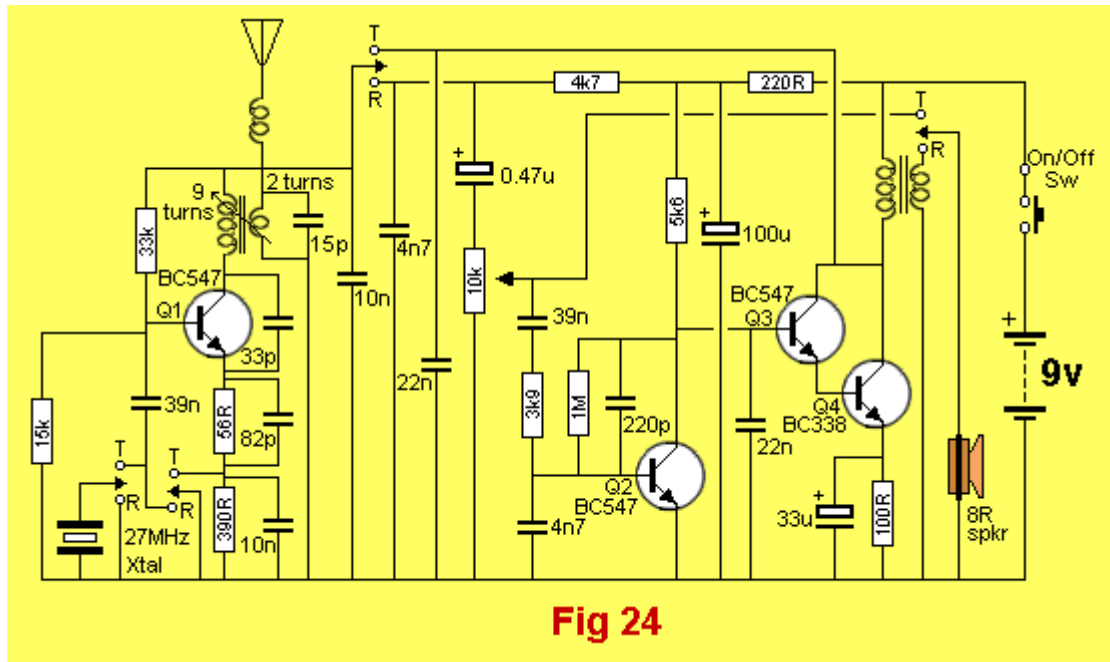 T
R
4k7
220R
T
R
On/Off
Sw
+
0.47u
2 turns
9
turns
33k
15p
4n7
10k
5k6
+
100u
BC547
10n
BC547
Q1
39n
Q3
+
33p
22n
9v
39n
15k
56R
82p
3k9
1M
220p
22n
Q4
BC338
T
T
R
R
Q2
BC547
+
33u
100R
8R
spkr
27MHz
Xtal
390R
10n
4n7
Fig 24